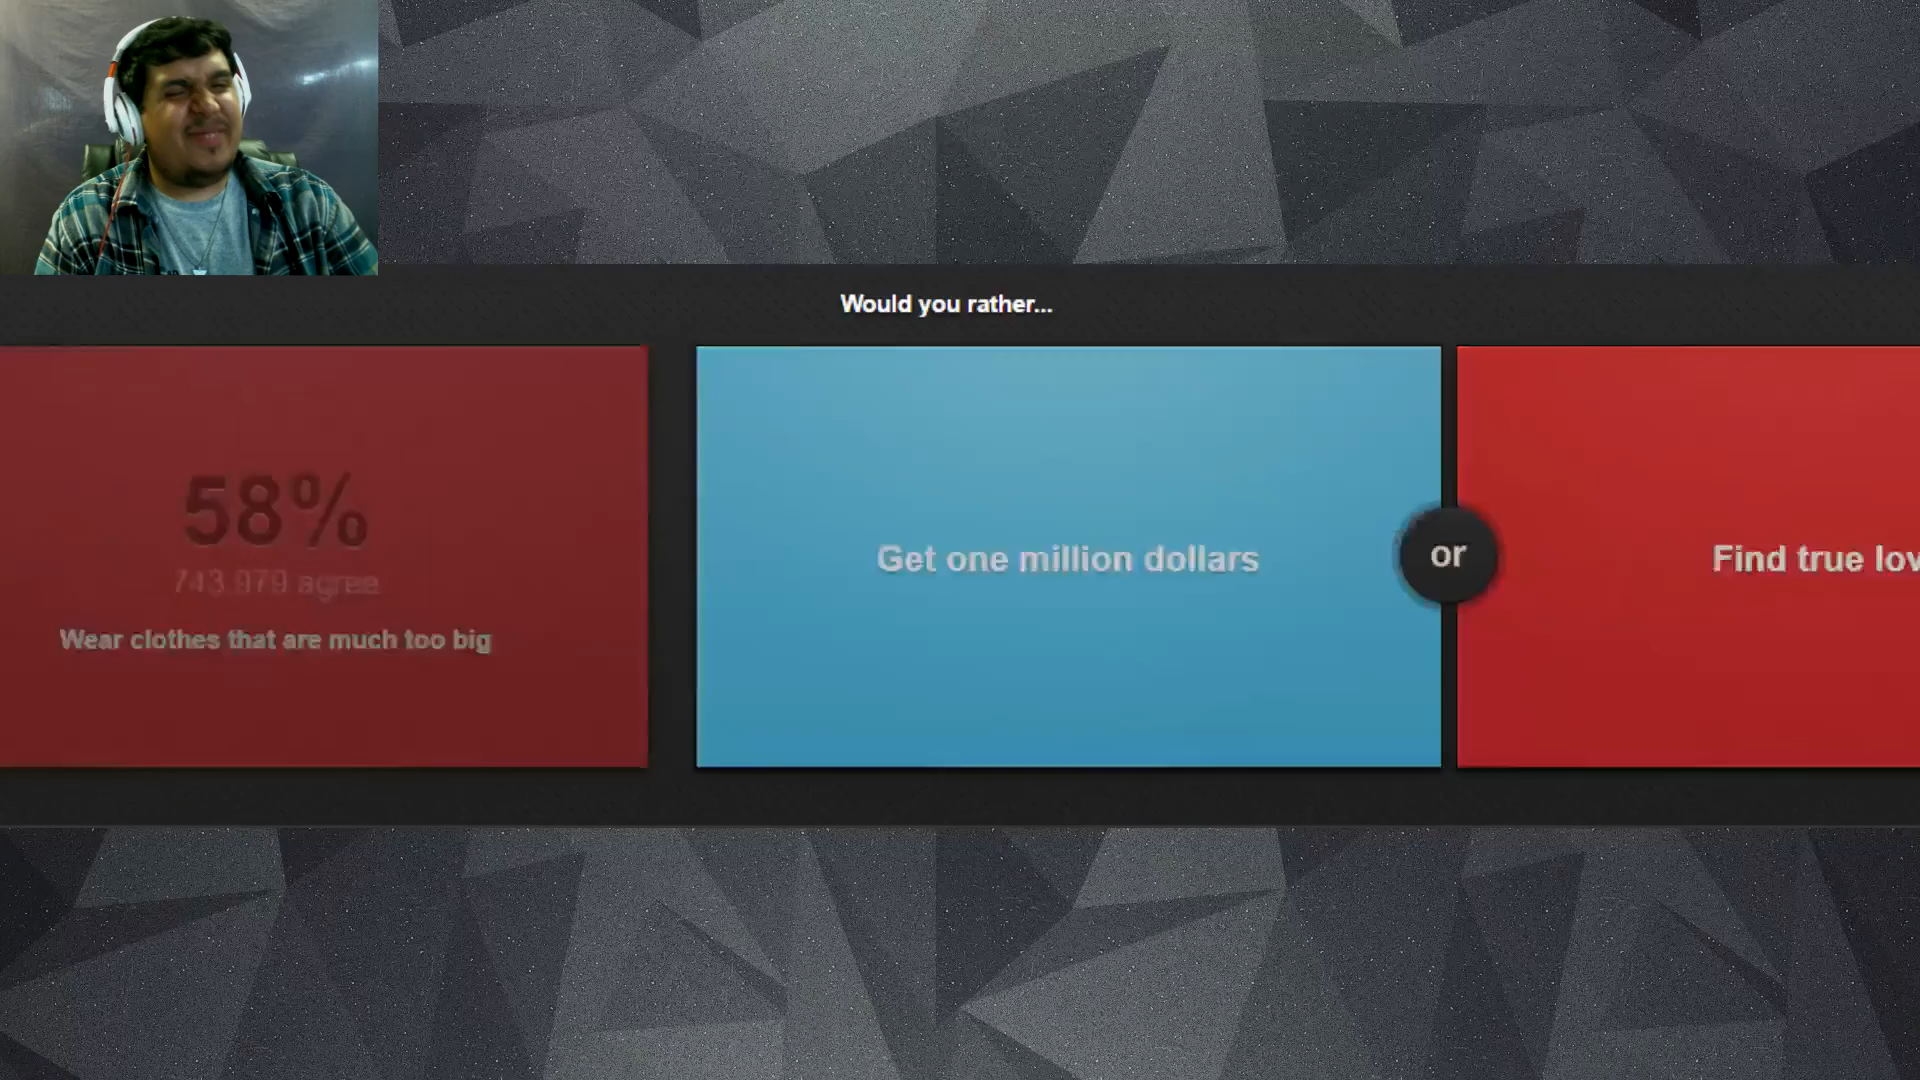 Would you rather...
58%
743,979 agree
Wear clothes that are much too big
Get one million dollars
or
Find true lov